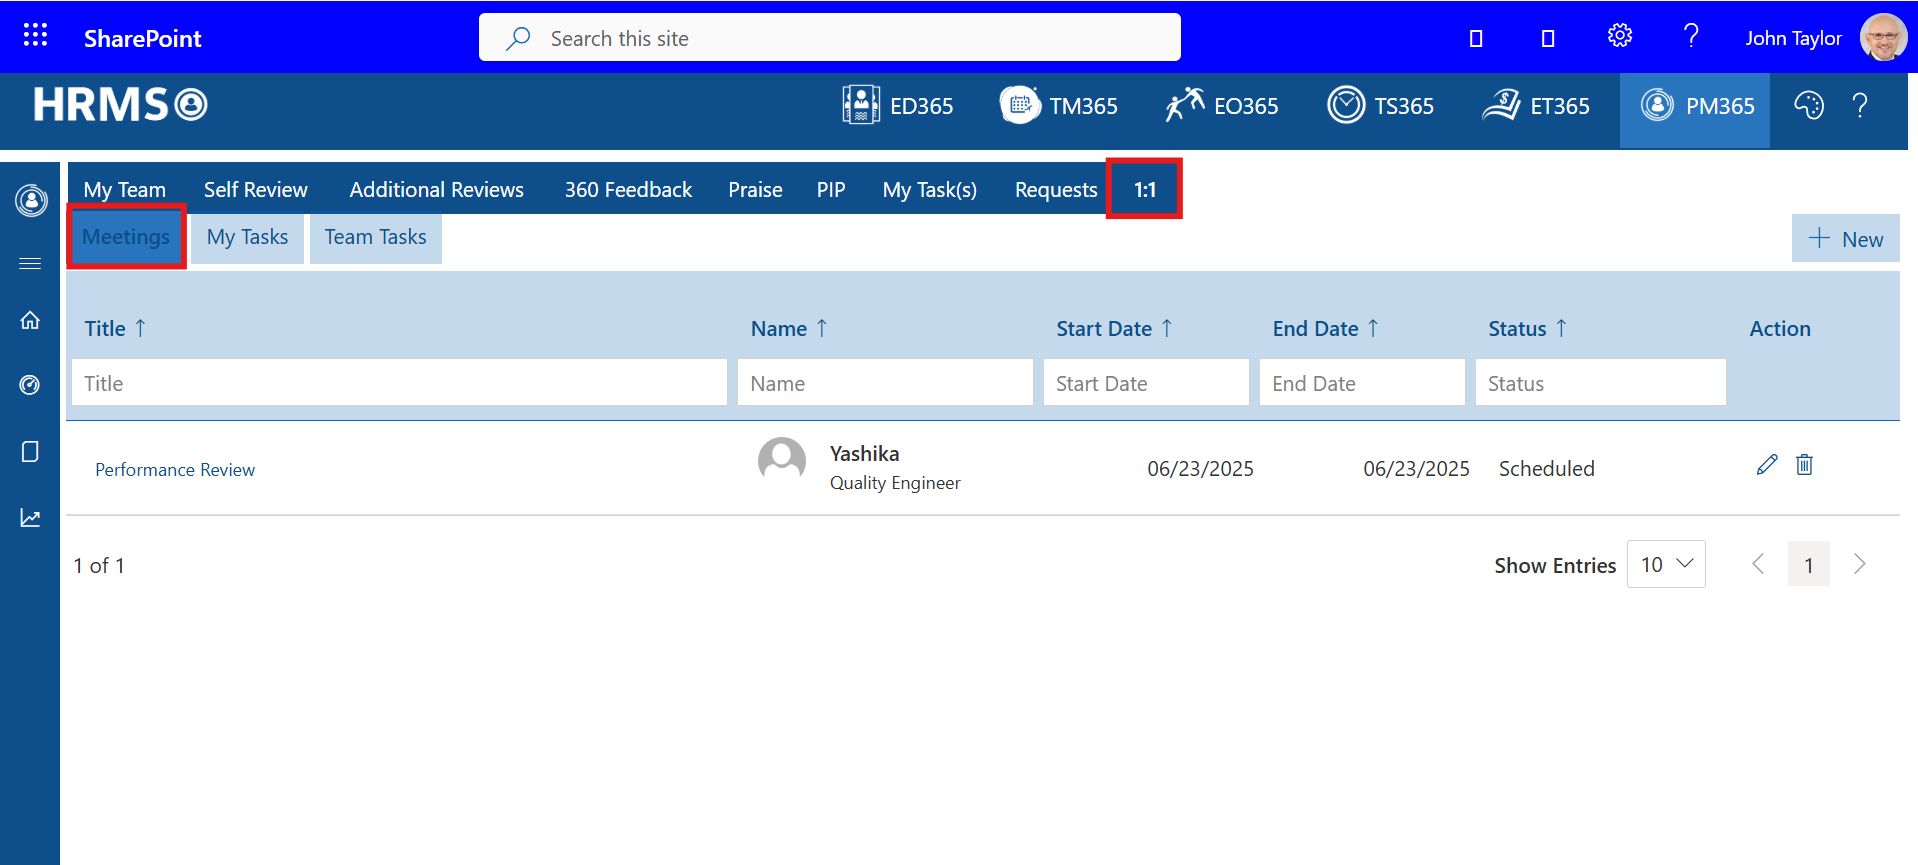 SharePoint
Search this site
John Taylor
HRMS
ED365
TM365
EO365
TS365
ET365
PM365
My Team
Self Review
Additional Reviews
360 Feedback
Praise
PIP
My Task(s)
Requests
1:1
Meetings
My Tasks
Team Tasks
New
Title
Name
Start Date
End Date
Status
Action
Title
Name
Start Date
End Date
Status
Performance Review
Yashika
Quality Engineer
06/23/2025
06/23/2025
Scheduled
1 of 1
Show Entries
10
1